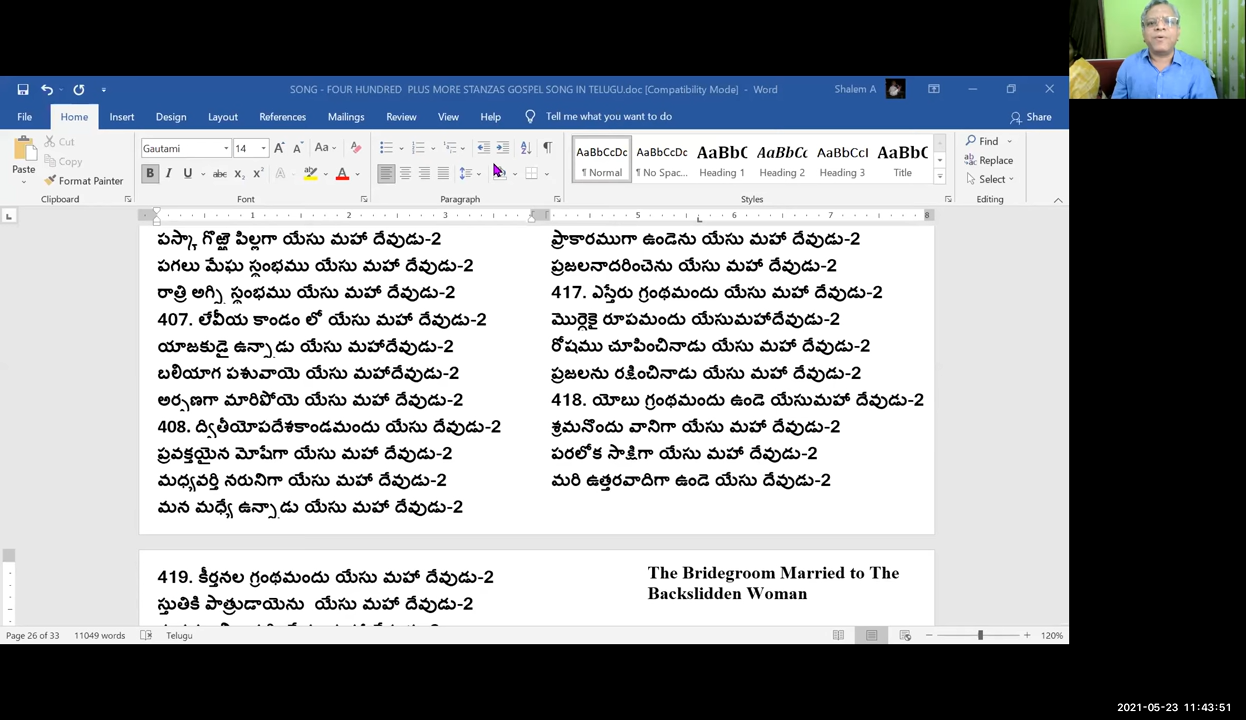 SONG - FOUR HUNDRED PLUS MORE STANZAS GOSPEL SONG IN TELUGU.doc [Compatibility Mode] - Word
Shalem A
File Home Insert Design Layout References Mailings Review View Help Tell me what you want to do Share
Paste
Cut
Copy
Format Painter
Clipboard
Gautami 14
Font
Paragraph
AaBbCcDc AaBbCcDc AaBbC AaBbCc AaBbCcI AaBbC
¶ Normal ¶ No Spac... Heading 1 Heading 2 Heading 3 Title
Styles
Find
Replace
Select
Editing
1 2 3 5 6 7 8
పస్కా గొఱ్ఱె పిల్లగా యేసు మహా దేవుడు-2
పగలు మేఘ స్తంభము యేసు మహా దేవుడు-2
రాత్రి అగ్ని స్తంభము యేసు మహా దేవుడు-2
407. లేవీయ కాండం లో యేసు మహా దేవుడు-2
యాజకుడై ఉన్నాడు యేసు మహాదేవుడు-2
బలియాగ పశువాయె యేసు మహాదేవుడు-2
అర్పణగా మారిపోయె యేసు మహా దేవుడు-2
408. ద్వితీయోపదేశకాండమందు యేసు దేవుడు-2
ప్రవక్తయైన మోషేగా యేసు మహా దేవుడు-2
మధ్యవర్తి నరునిగా యేసు మహా దేవుడు-2
మన మధ్యే ఉన్నాడు యేసు మహా దేవుడు-2
ప్రాకారముగా ఉండెను యేసు మహా దేవుడు-2
ప్రజలనాదరించెను యేసు మహా దేవుడు-2
417. ఎస్తేరు గ్రంథమందు యేసు మహా దేవుడు-2
మొర్దెకై రూపమందు యేసుమహాదేవుడు-2
రోషము చూపించినాడు యేసు మహా దేవుడు-2
ప్రజలను రక్షించినాడు యేసు మహా దేవుడు-2
418. యోబు గ్రంథమందు ఉండె యేసుమహా దేవుడు-2
శ్రమనొందు వానిగా యేసు మహా దేవుడు-2
పరలోక సాక్షిగా యేసు మహా దేవుడు-2
మరి ఉత్తరవాదిగా ఉండె యేసు దేవుడు-2
419. కీర్తనల గ్రంథమందు యేసు మహా దేవుడు-2
స్తుతికి పాత్రుడాయెను యేసు మహా దేవుడు-2
The Bridegroom Married to The
Backslidden Woman
Page 26 of 33 11049 words Telugu 120%
2021-05-23 11:43:51